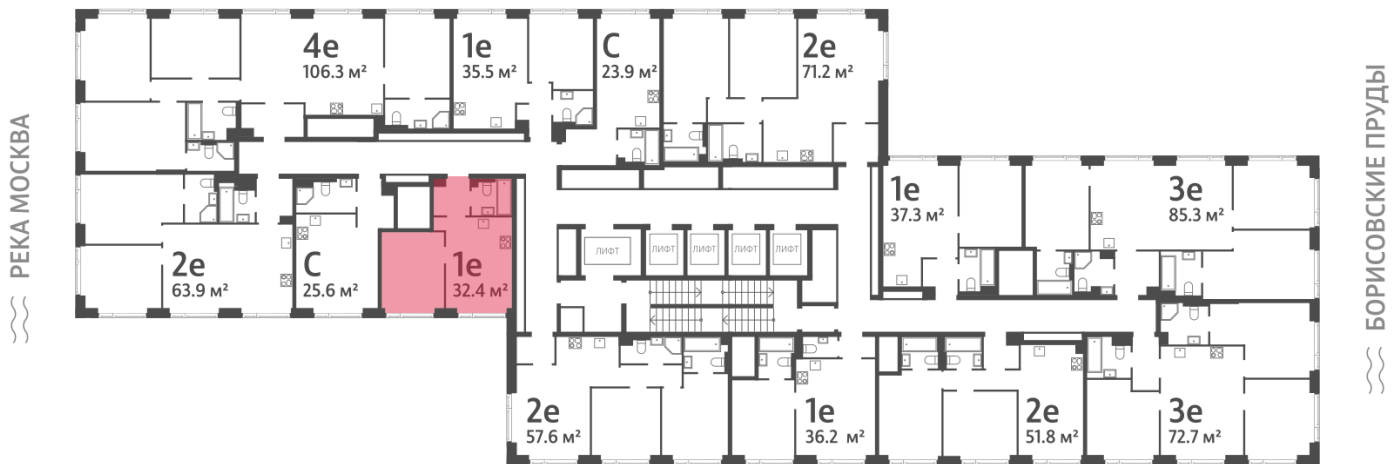 РЕКА МОСКВА
4е
106.3 м²
1е
35.5 м²
С
23.9 м²
2е
71.2 м²
1е
37.3 м²
3е
85.3 м²
2е
63.9 м²
С
25.6 м²
1е
32.4 м²
ЛИФТ
ЛИФТ
ЛИФТ
ЛИФТ
ЛИФТ
2е
57.6 м²
1е
36.2 м²
2е
51.8 м²
3е
72.7 м²
БОРИСОВСКИЕ ПРУДЫ